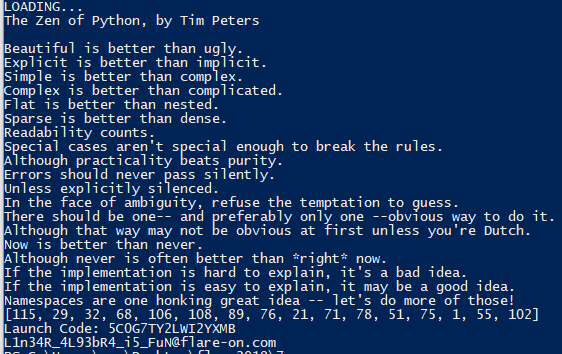 LOADING...
The Zen of Python, by Tim Peters
Beautiful is better than ugly.
Explicit is better than implicit.
Simple is better than complex.
Complex is better than complicated.
Flat is better than nested.
Sparse is better than dense.
Readability counts.
Special cases aren't special enough to break the rules.
Although practicality beats purity.
Errors should never pass silently.
Unless explicitly silenced.
In the face of ambiguity, refuse the temptation to guess.
There should be one-- and preferably only one --obvious way to do it.
Although that way may not be obvious at first unless you're Dutch.
Now is better than never.
Although never is often better than *right* now.
If the implementation is hard to explain, it's a bad idea.
If the implementation is easy to explain, it may be a good idea.
Namespaces are one honking great idea -- let's do more of those!
[115, 29, 32, 68, 106, 108, 89, 76, 21, 71, 78, 51, 75, 1, 55, 102]
Launch Code: 5C0G7TY2LWI2YXMB
L1n34R_4L93bR4_i5_FuN@flare-on.com